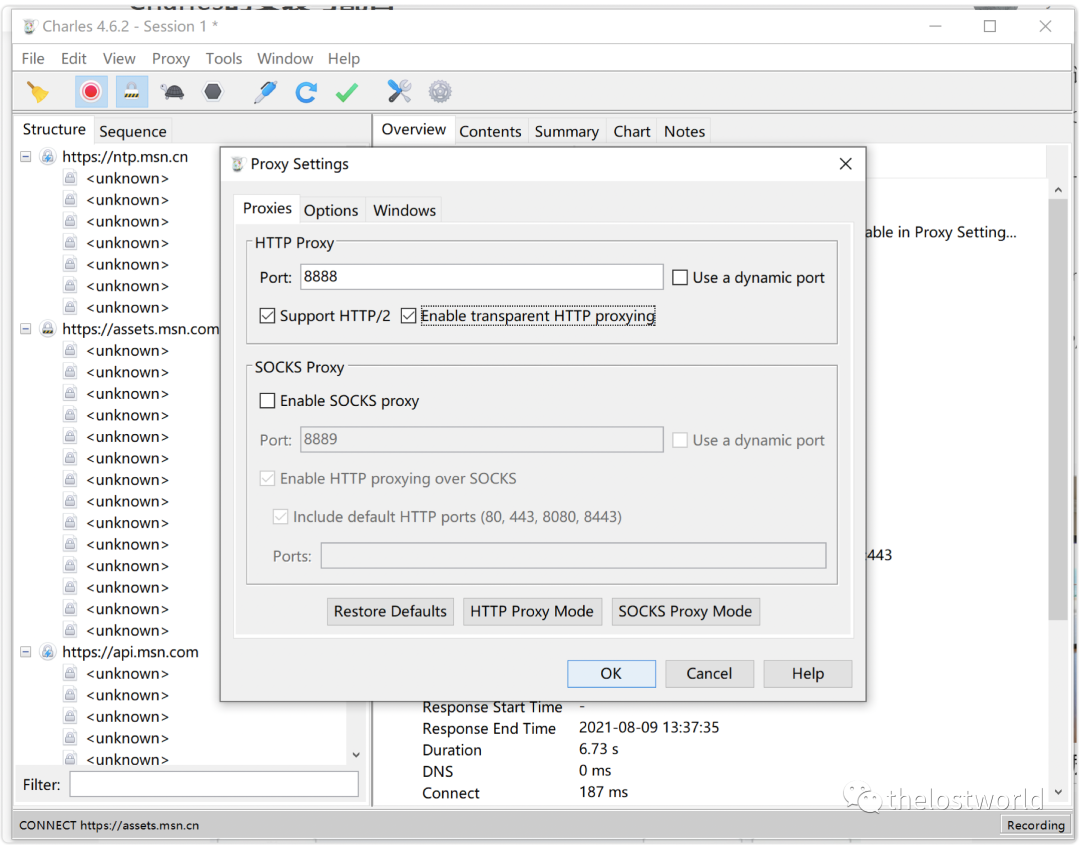 Charles 4.6.2 - Session 1 *
File Edit View Proxy Tools Window Help
Structure Sequence
Overview Contents Summary Chart Notes
https://ntp.msn.cn
<unknown>
<unknown>
<unknown>
<unknown>
<unknown>
<unknown>
<unknown>
https://assets.msn.com
<unknown>
<unknown>
<unknown>
<unknown>
<unknown>
<unknown>
<unknown>
<unknown>
<unknown>
<unknown>
<unknown>
<unknown>
<unknown>
<unknown>
https://api.msn.com
<unknown>
<unknown>
<unknown>
<unknown>
<unknown>
Filter:
Proxy Settings
Proxies Options Windows
HTTP Proxy
Port: 8888 Use a dynamic port
Support HTTP/2 Enable transparent HTTP proxying
SOCKS Proxy
Enable SOCKS proxy
Port: 8889 Use a dynamic port
Enable HTTP proxying over SOCKS
Include default HTTP ports (80, 443, 8080, 8443)
Ports:
Restore Defaults HTTP Proxy Mode SOCKS Proxy Mode
OK Cancel Help
able in Proxy Setting...
:443
Response Start Time -
Response End Time 2021-08-09 13:37:35
Duration 6.73 s
DNS 0 ms
Connect 187 ms
thelostworld
CONNECT https://assets.msn.cn
Recording